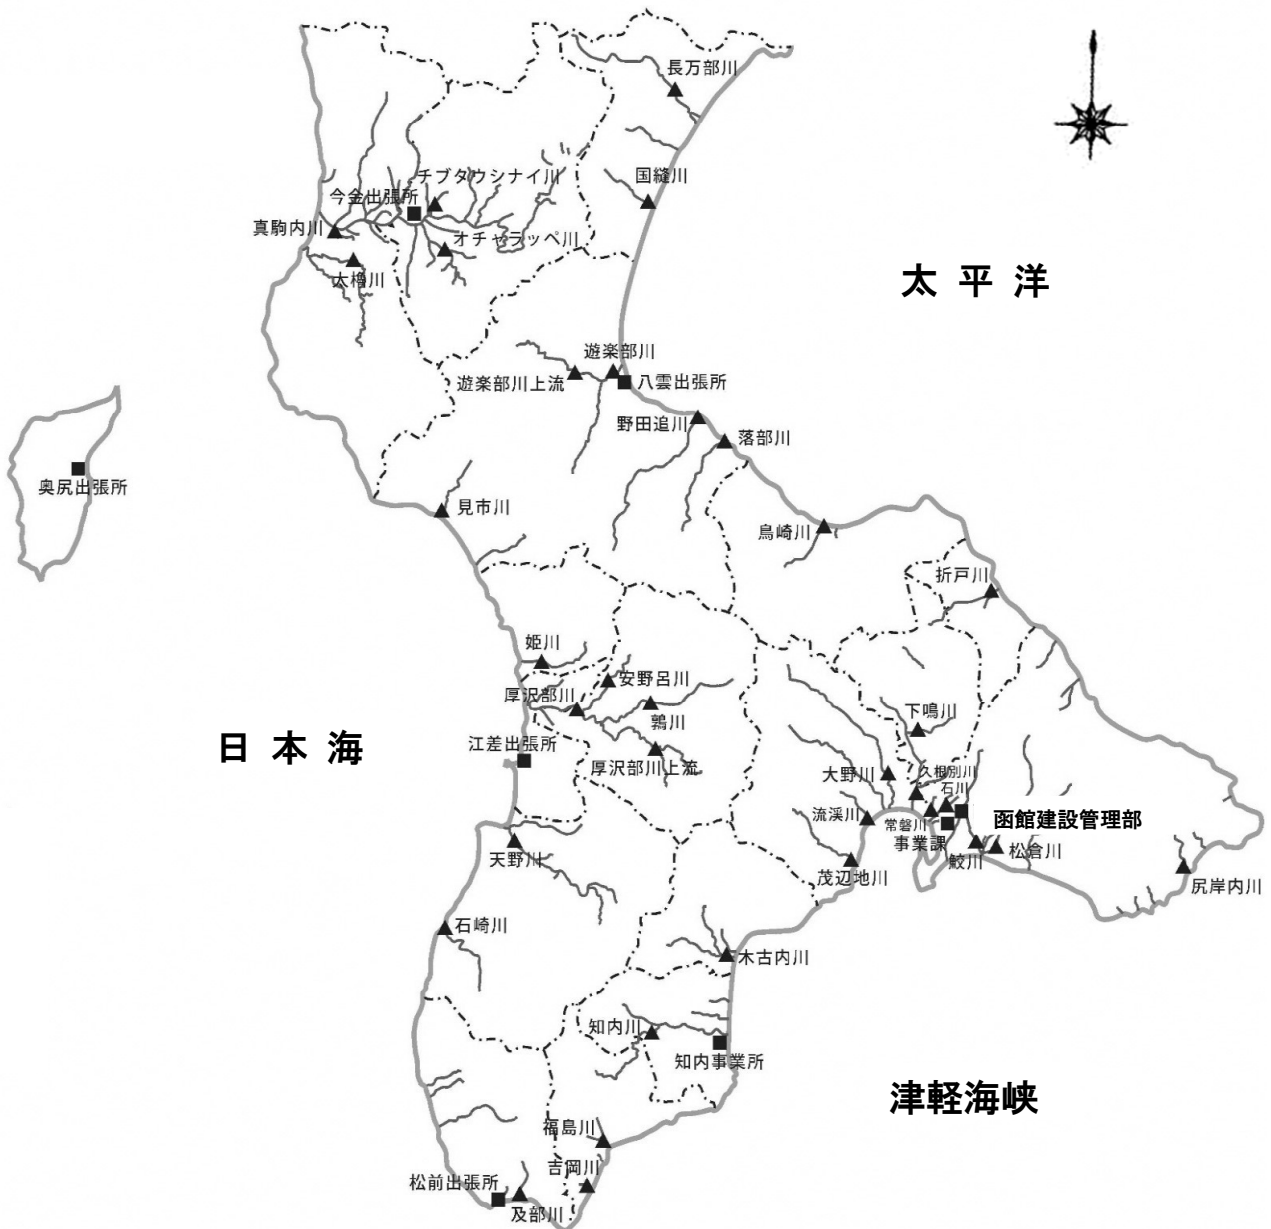 長万部川
国縫川
チブタウシナイ川
今金出張所
真駒内川
オチャラッペ川
太櫓川
太平洋
遊楽部川
遊楽部川上流
八雲出張所
野田追川
落部川
奥尻出張所
見市川
鳥崎川
折戸川
姫川
安野呂川
厚沢部川
鶉川
下鳴川
日本海
江差出張所
厚沢部川上流
大野川
久根別川
石川
流渓川
常磐川
函館建設管理部
事業課
天野川
鮫川
松倉川
茂辺地川
尻岸内川
石崎川
木古内川
知内川
知内事業所
津軽海峡
福島川
吉岡川
松前出張所
及部川